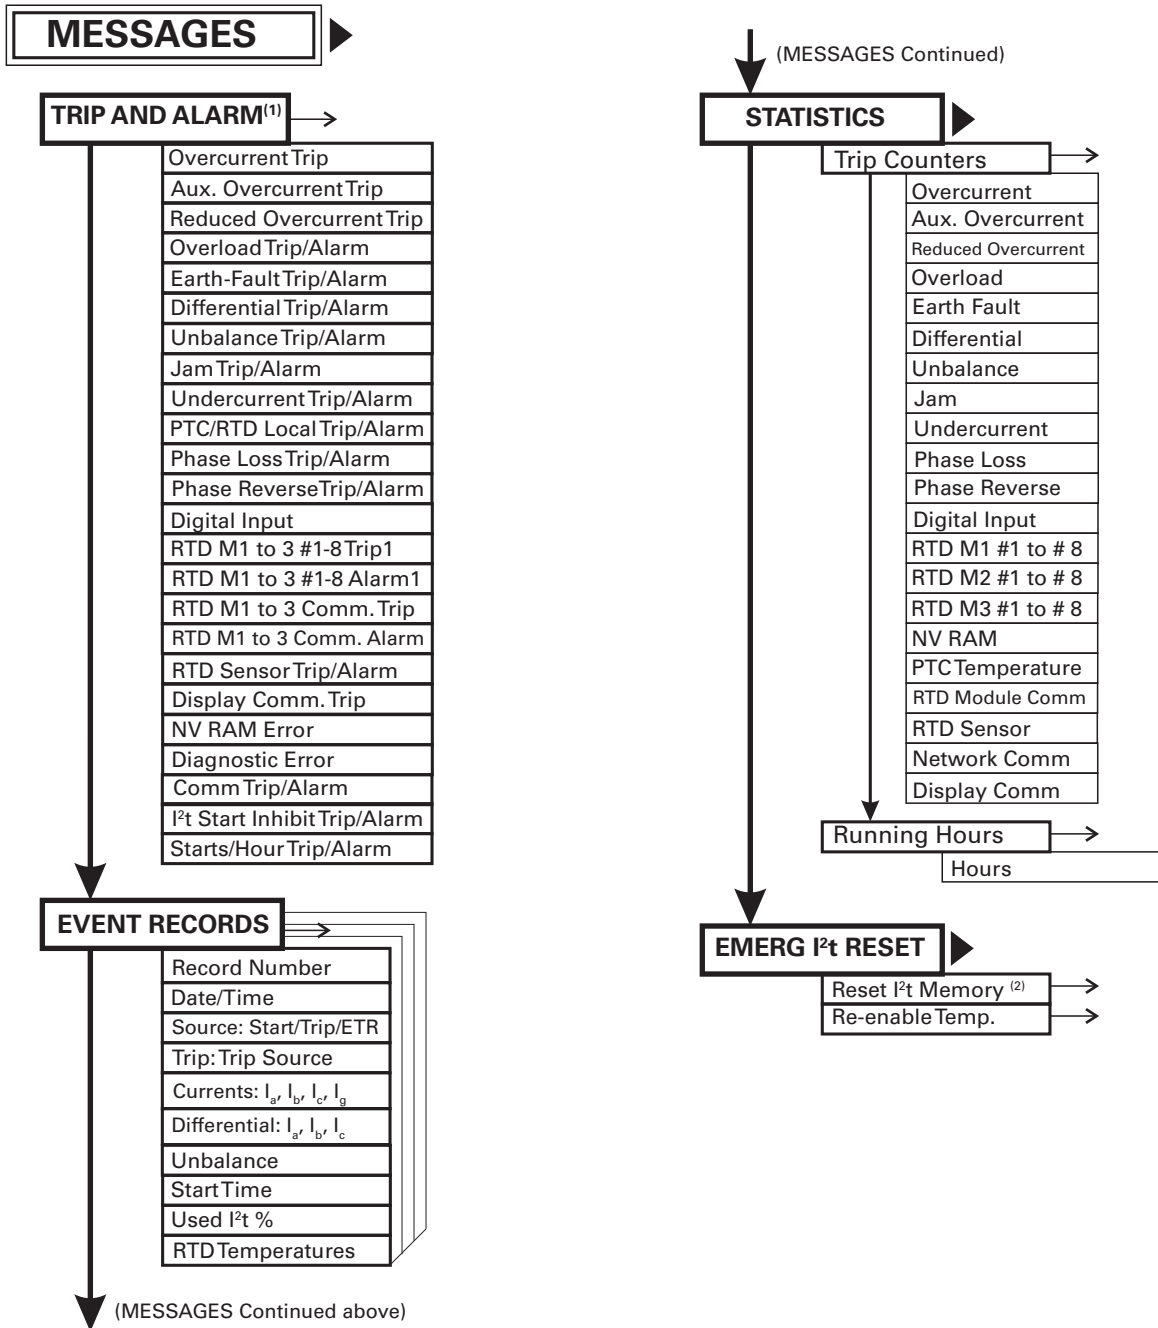 MESSAGES
TRIP AND ALARM(1)
Overcurrent Trip
Aux. Overcurrent Trip
Reduced Overcurrent Trip
Overload Trip/Alarm
Earth-Fault Trip/Alarm
Differential Trip/Alarm
Unbalance Trip/Alarm
Jam Trip/Alarm
Undercurrent Trip/Alarm
PTC/RTD Local Trip/Alarm
Phase Loss Trip/Alarm
Phase Reverse Trip/Alarm
Digital Input
RTD M1 to 3 #1-8 Trip1
RTD M1 to 3 #1-8 Alarm1
RTD M1 to 3 Comm. Trip
RTD M1 to 3 Comm. Alarm
RTD Sensor Trip/Alarm
Display Comm. Trip
NV RAM Error
Diagnostic Error
Comm Trip/Alarm
I²t Start Inhibit Trip/Alarm
Starts/Hour Trip/Alarm
EVENT RECORDS
Record Number
Date/Time
Source: Start/Trip/ETR
Trip: Trip Source
Currents: Ia, Ib, Ic, Ig
Differential: Ia, Ib, Ic
Unbalance
Start Time
Used I²t %
RTD Temperatures
(MESSAGES Continued above)
(MESSAGES Continued)
STATISTICS
Trip Counters
Overcurrent
Aux. Overcurrent
Reduced Overcurrent
Overload
Earth Fault
Differential
Unbalance
Jam
Undercurrent
Phase Loss
Phase Reverse
Digital Input
RTD M1 #1 to # 8
RTD M2 #1 to # 8
RTD M3 #1 to # 8
NV RAM
PTC Temperature
RTD Module Comm
RTD Sensor
Network Comm
Display Comm
Running Hours
Hours
EMERG I²t RESET
Reset I²t Memory (2)
Re-enable Temp.